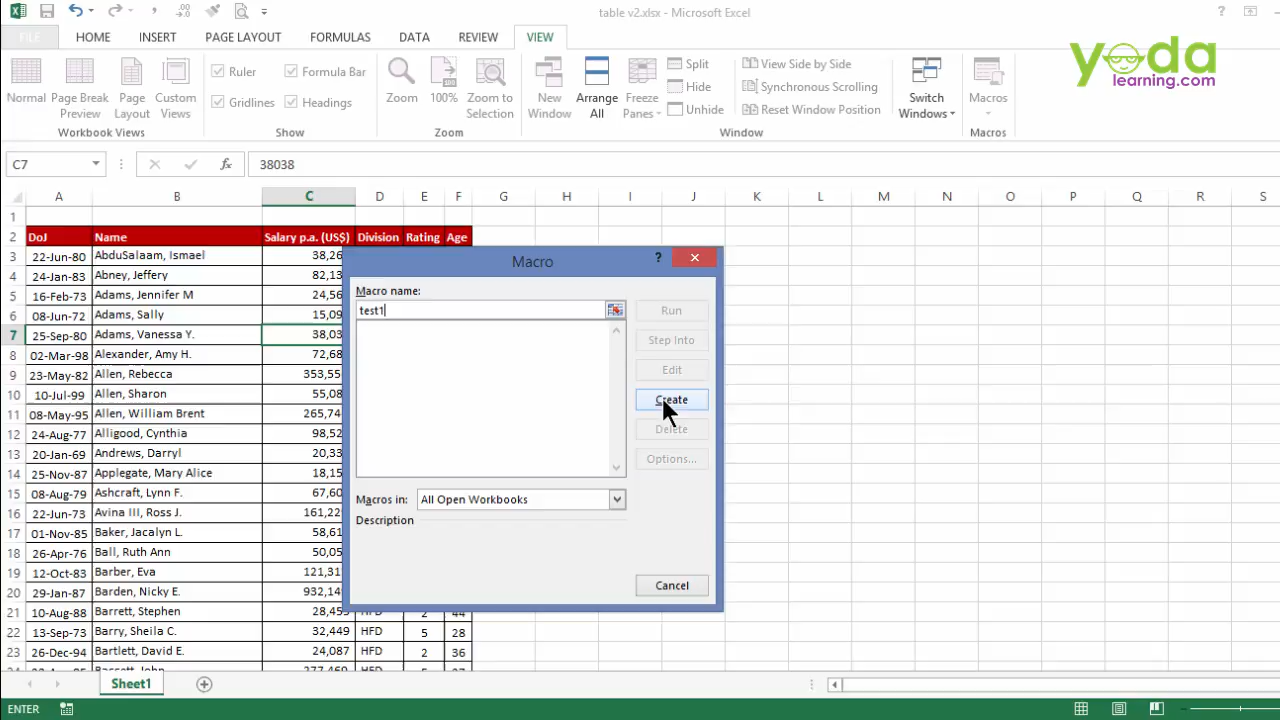 table v2.xlsx - Microsoft Excel
?
FILE HOME INSERT PAGE LAYOUT FORMULAS DATA REVIEW VIEW
yoda
learning.com
Normal
Page Break
Preview
Page
Layout
Custom
Views
Workbook Views
Ruler
Formula Bar
Gridlines
Headings
Show
Zoom
100%
Zoom to
Selection
Zoom
New
Window
Arrange
All
Freeze
Panes
Split
Hide
Unhide
View Side by Side
Synchronous Scrolling
Reset Window Position
Window
Switch
Windows
Macros
Macros
C7 fx 38038
A B C D E F G H I J K L M N O P Q R S
1
2 DoJ Name Salary p.a. (US$) Division Rating Age
3 22-Jun-80 AbduSalaam, Ismael 38,26
4 24-Jan-83 Abney, Jeffery 82,13
5 16-Feb-73 Adams, Jennifer M 24,56
6 08-Jun-72 Adams, Sally 15,09
7 25-Sep-80 Adams, Vanessa Y. 38,03
8 02-Mar-98 Alexander, Amy H. 72,68
9 23-May-82 Allen, Rebecca 353,55
10 10-Jul-99 Allen, Sharon 55,08
11 08-May-95 Allen, William Brent 265,74
12 24-Aug-77 Alligood, Cynthia 98,52
13 20-Jan-69 Andrews, Darryl 20,33
14 25-Nov-87 Applegate, Mary Alice 18,15
15 08-Aug-79 Ashcraft, Lynn F. 67,60
16 22-Jun-73 Avina III, Ross J. 161,22
17 01-Nov-85 Baker, Jacalyn L. 58,61
18 26-Apr-76 Ball, Ruth Ann 50,05
19 12-Oct-83 Barber, Eva 121,31
20 29-Jan-87 Barden, Nicky E. 932,14
21 10-Aug-88 Barrett, Stephen 28,455 HFD 2 44
22 13-Sep-73 Barry, Sheila C. 32,449 HFD 5 28
23 26-Dec-94 Bartlett, David E. 24,087 HFD 2 36
Bassett, John 277,469
Macro
?
Macro name:
test1
Run
Step Into
Edit
Create
Delete
Options...
Macros in: All Open Workbooks
Description
Cancel
Sheet1
ENTER